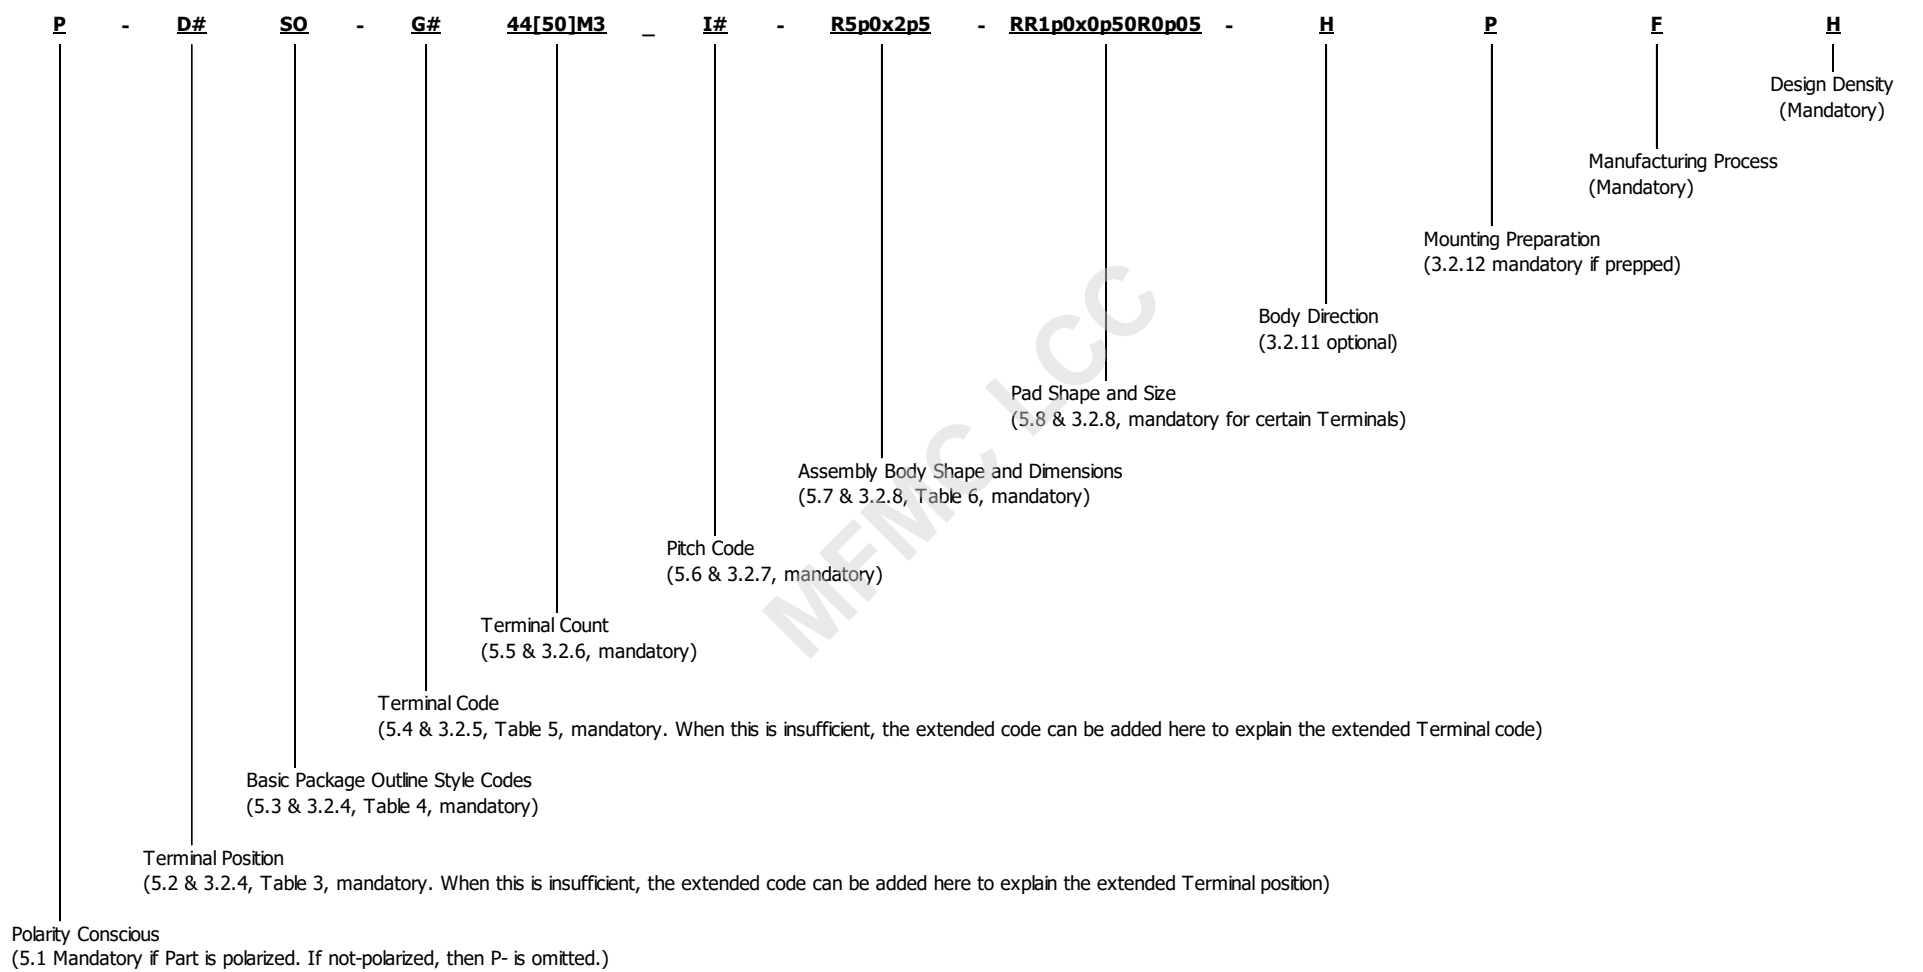 P - D# SO - G# 44[50]M3 _ I# - R5p0x2p5 - RR1p0x0p50R0p05 - H P F H
Design Density
(Mandatory)
Manufacturing Process
(Mandatory)
Mounting Preparation
(3.2.12 mandatory if prepped)
Body Direction
(3.2.11 optional)
Pad Shape and Size
(5.8 & 3.2.8, mandatory for certain Terminals)
Assembly Body Shape and Dimensions
(5.7 & 3.2.8, Table 6, mandatory)
Pitch Code
(5.6 & 3.2.7, mandatory)
Terminal Count
(5.5 & 3.2.6, mandatory)
Terminal Code
(5.4 & 3.2.5, Table 5, mandatory. When this is insufficient, the extended code can be added here to explain the extended Terminal code)
Basic Package Outline Style Codes
(5.3 & 3.2.4, Table 4, mandatory)
Terminal Position
(5.2 & 3.2.4, Table 3, mandatory. When this is insufficient, the extended code can be added here to explain the extended Terminal position)
Polarity Conscious
(5.1 Mandatory if Part is polarized. If not-polarized, then P- is omitted.)
MFMC LCC